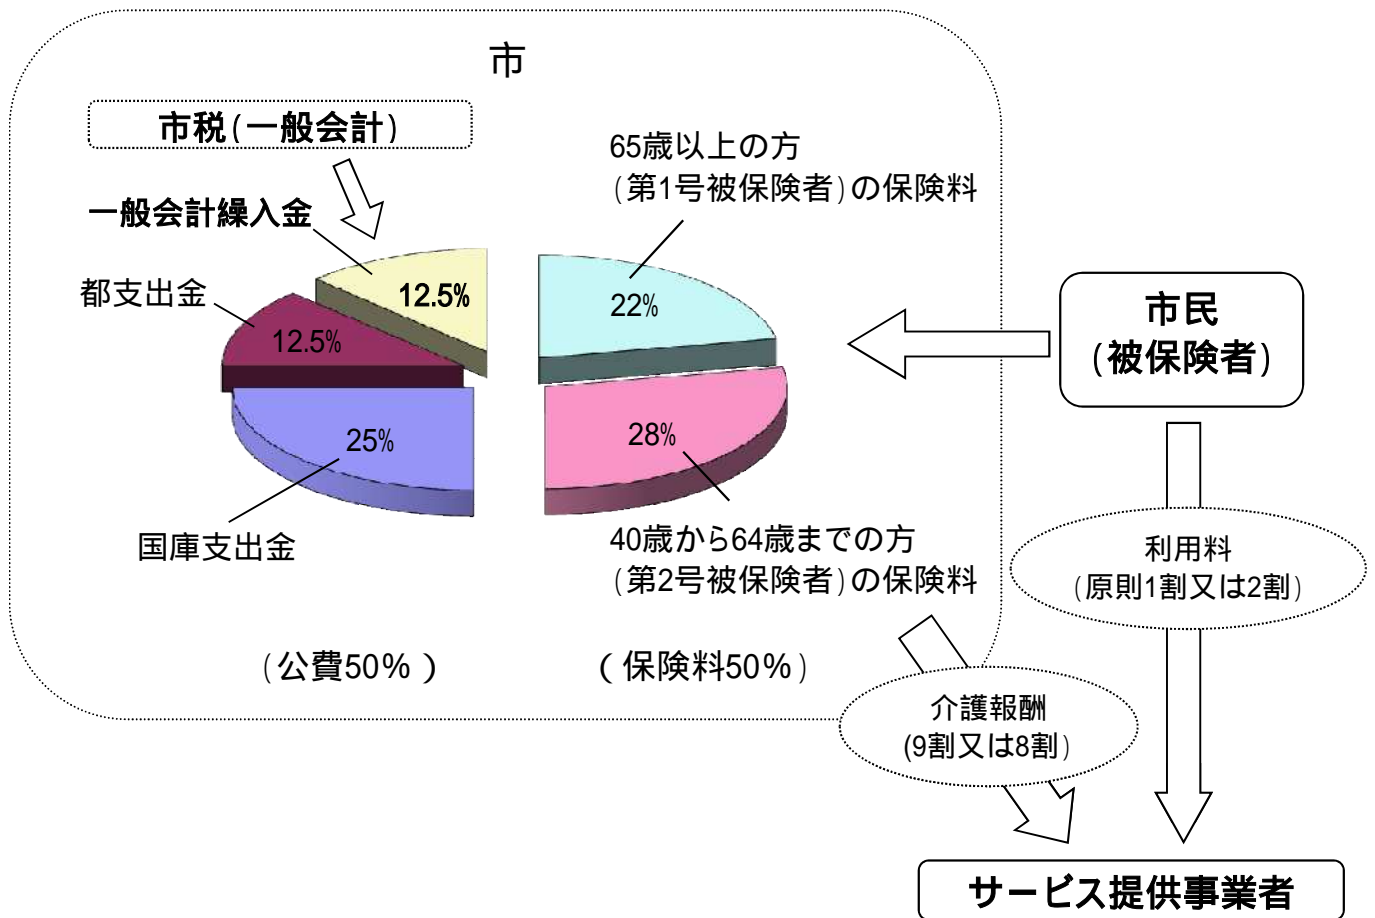 市
市税(一般会計)
一般会計繰入金
都支出金
国庫支出金
12.5%
12.5%
25%
65歳以上の方
(第1号被保険者)の保険料
22%
28%
40歳から64歳までの方
(第2号被保険者)の保険料
(公費50%)
(保険料50%)
市民
(被保険者)
利用料
(原則1割又は2割)
介護報酬
(9割又は8割)
サービス提供事業者